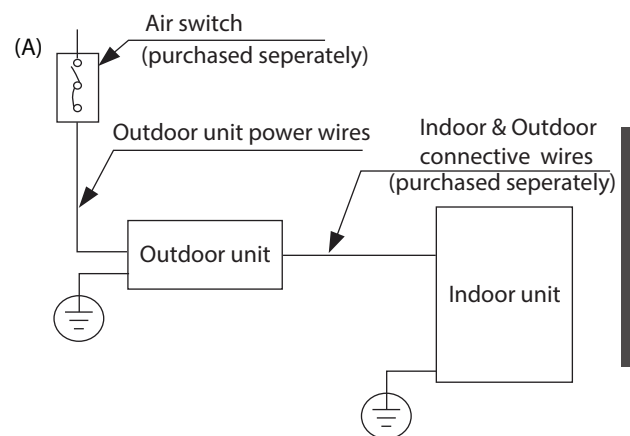 (A)
Air switch
(purchased seperately)
Outdoor unit power wires
Indoor & Outdoor
connective wires
(purchased seperately)
Outdoor unit
Indoor unit